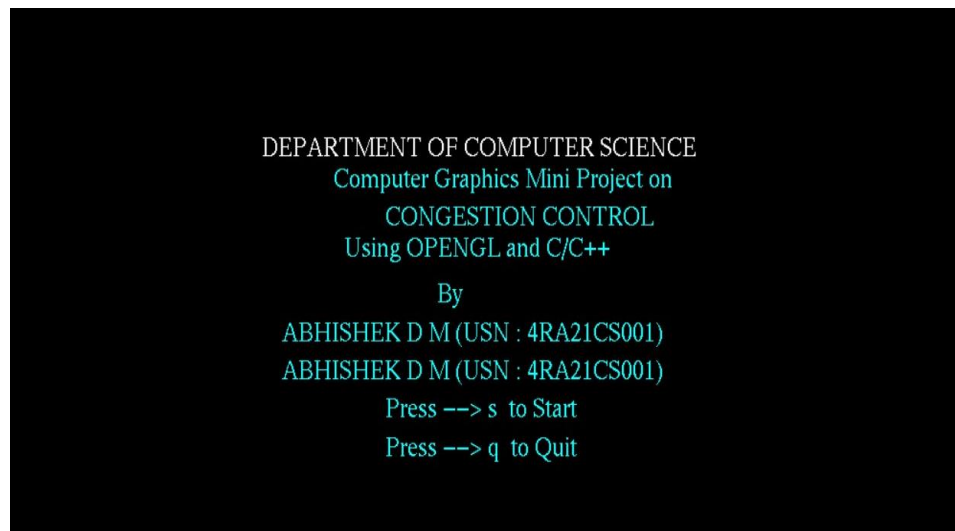 DEPARTMENT OF COMPUTER SCIENCE
Computer Graphics Mini Project on
CONGESTION CONTROL
Using OPENGL and C/C++
By
ABHISHEK D M (USN : 4RA21CS001)
ABHISHEK D M (USN : 4RA21CS001)
Press --> s to Start
Press --> q to Quit